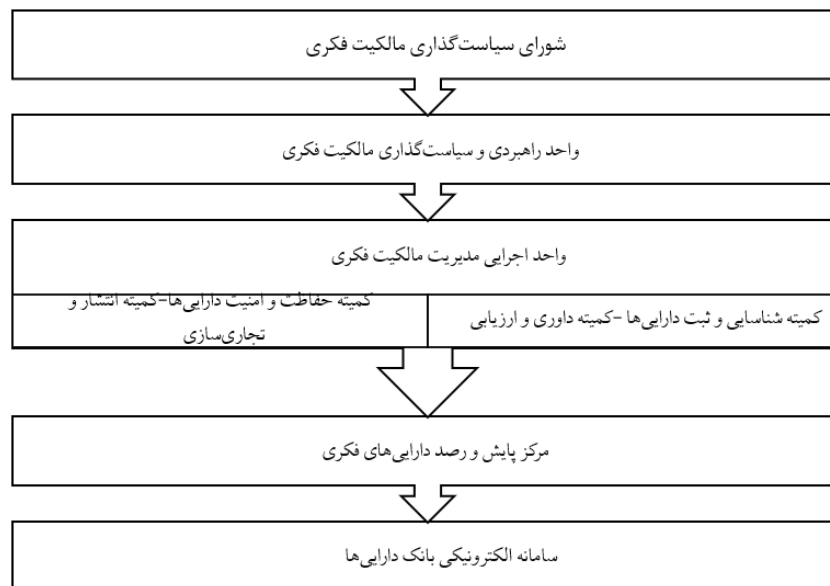 شورای سیاست‌گذاری مالکیت فکری
واحد راهبردی و سیاست‌گذاری مالکیت فکری
واحد اجرایی مدیریت مالکیت فکری
کمیته شناسایی و ثبت دارایی‌ها -کمیته داوری و ارزیابی
کمیته حفاظت و امنیت دارایی‌ها-کمیته انتشار و
تجاری‌سازی
مرکز پایش و رصد دارایی‌های فکری
سامانه الکترونیکی بانک دارایی‌ها